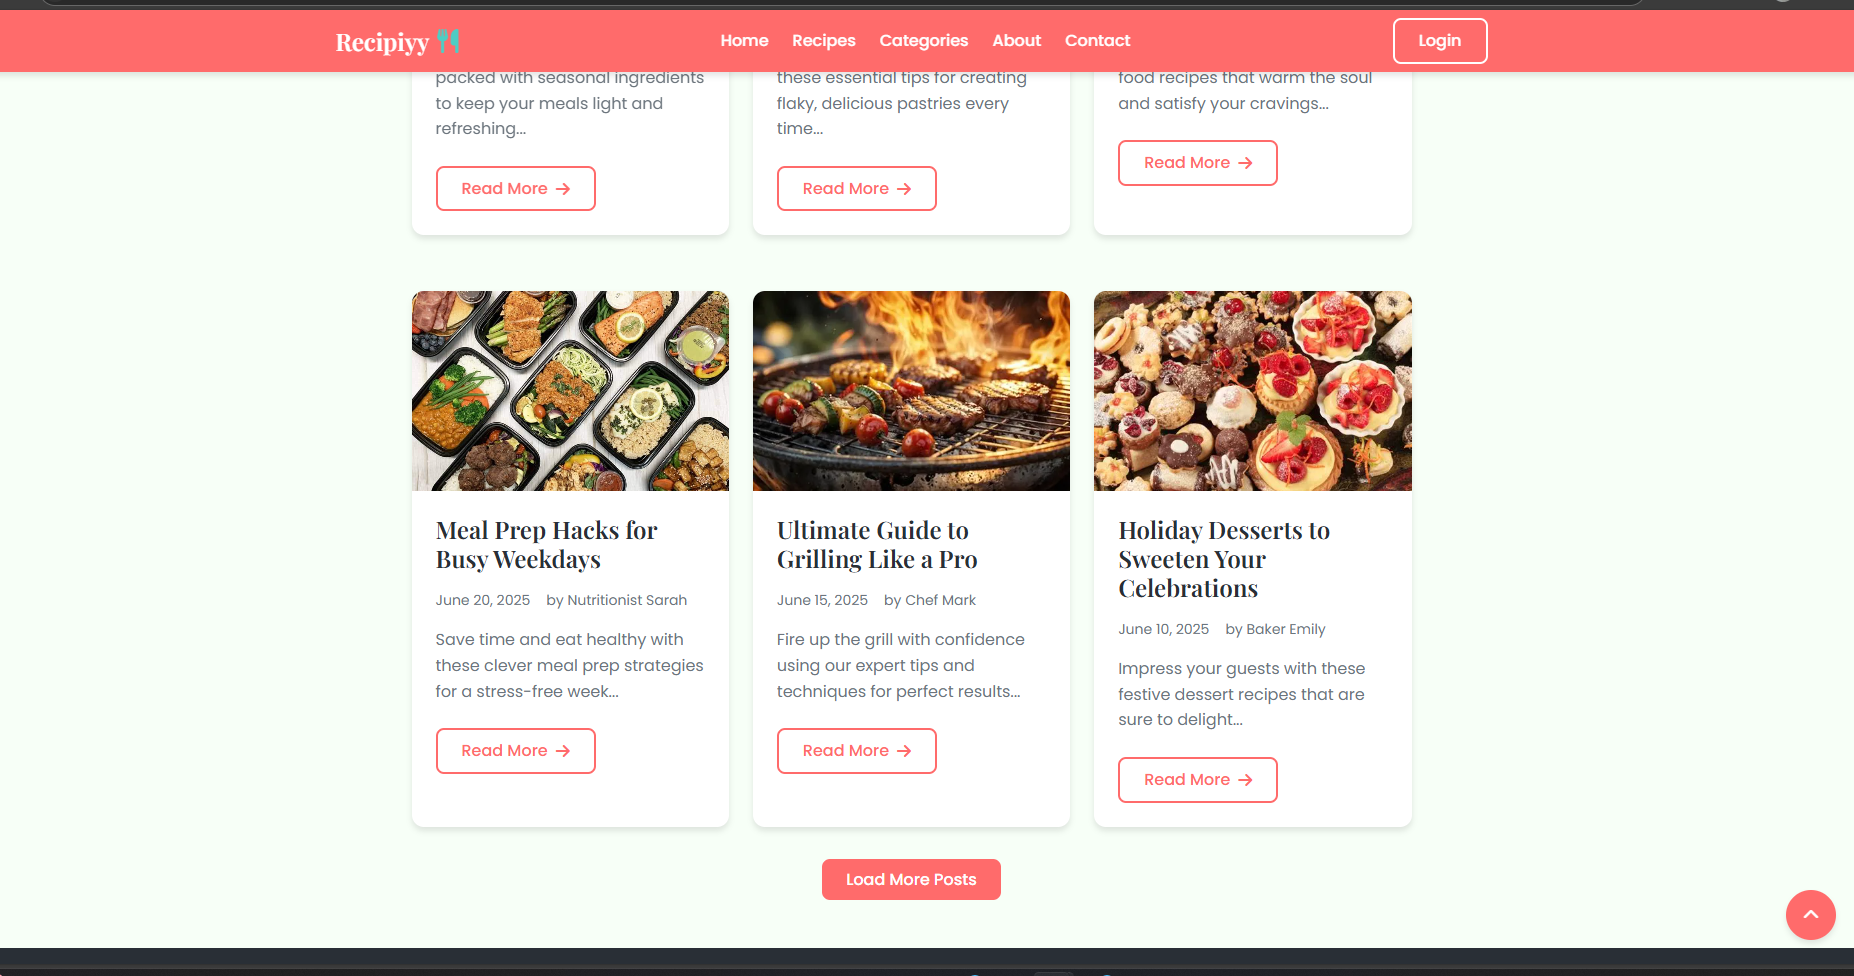 Recipiyy
Home Recipes Categories About Contact
Login
packed with seasonal ingredients
to keep your meals light and
refreshing...
Read More
these essential tips for creating
flaky, delicious pastries every
time...
Read More
food recipes that warm the soul
and satisfy your cravings...
Read More
Meal Prep Hacks for
Busy Weekdays
June 20, 2025 by Nutritionist Sarah
Save time and eat healthy with
these clever meal prep strategies
for a stress-free week...
Read More
Ultimate Guide to
Grilling Like a Pro
June 15, 2025 by Chef Mark
Fire up the grill with confidence
using our expert tips and
techniques for perfect results...
Read More
Holiday Desserts to
Sweeten Your
Celebrations
June 10, 2025 by Baker Emily
Impress your guests with these
festive dessert recipes that are
sure to delight...
Read More
Load More Posts